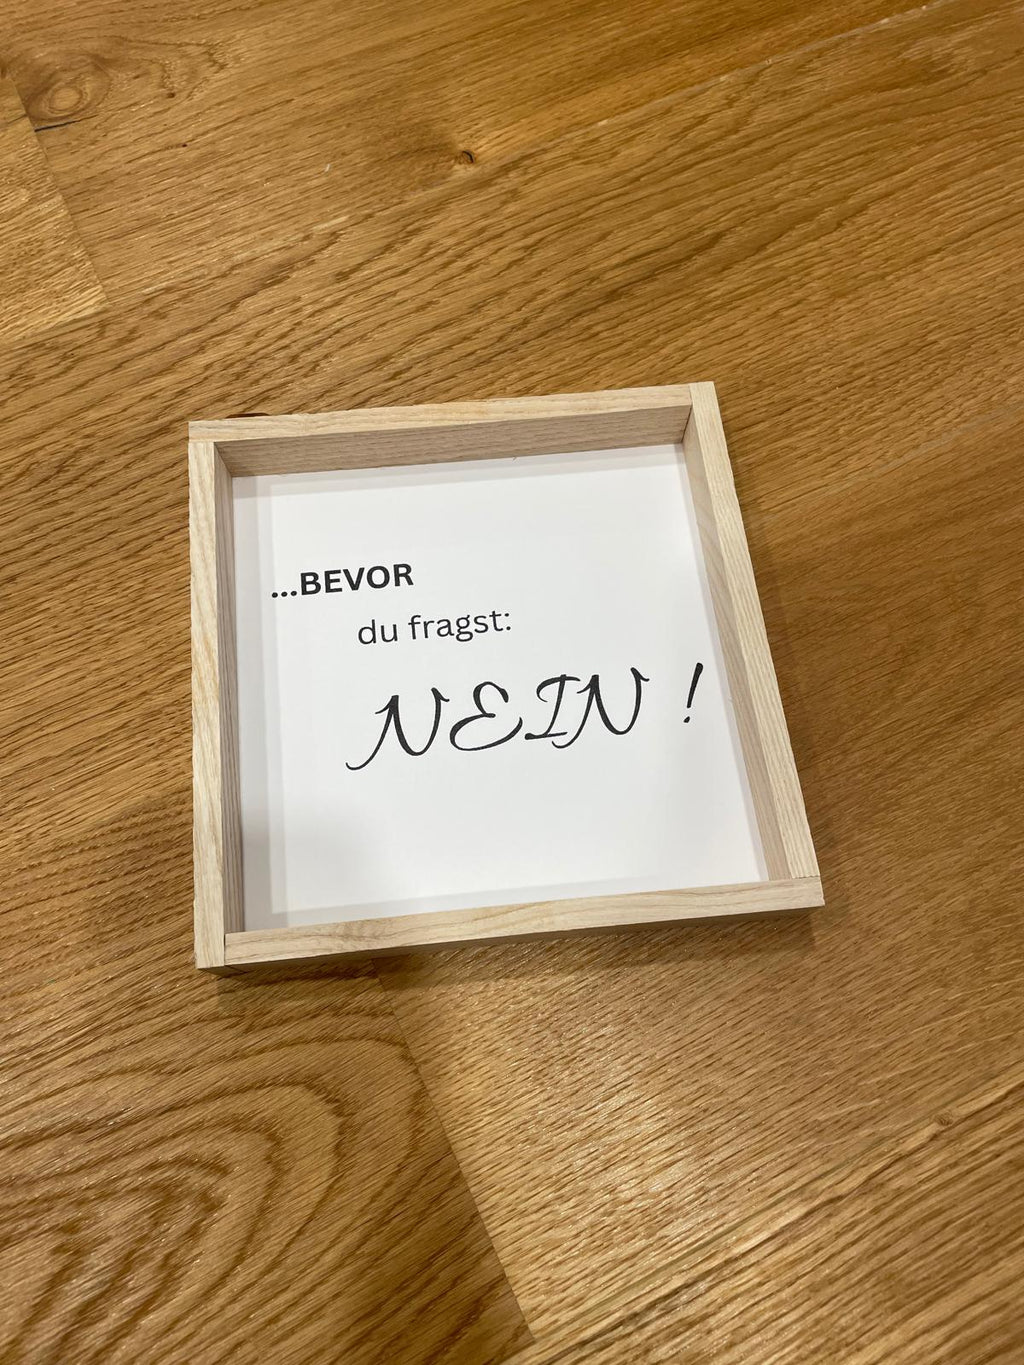 ...BEVOR
du fragst:
NEIN !